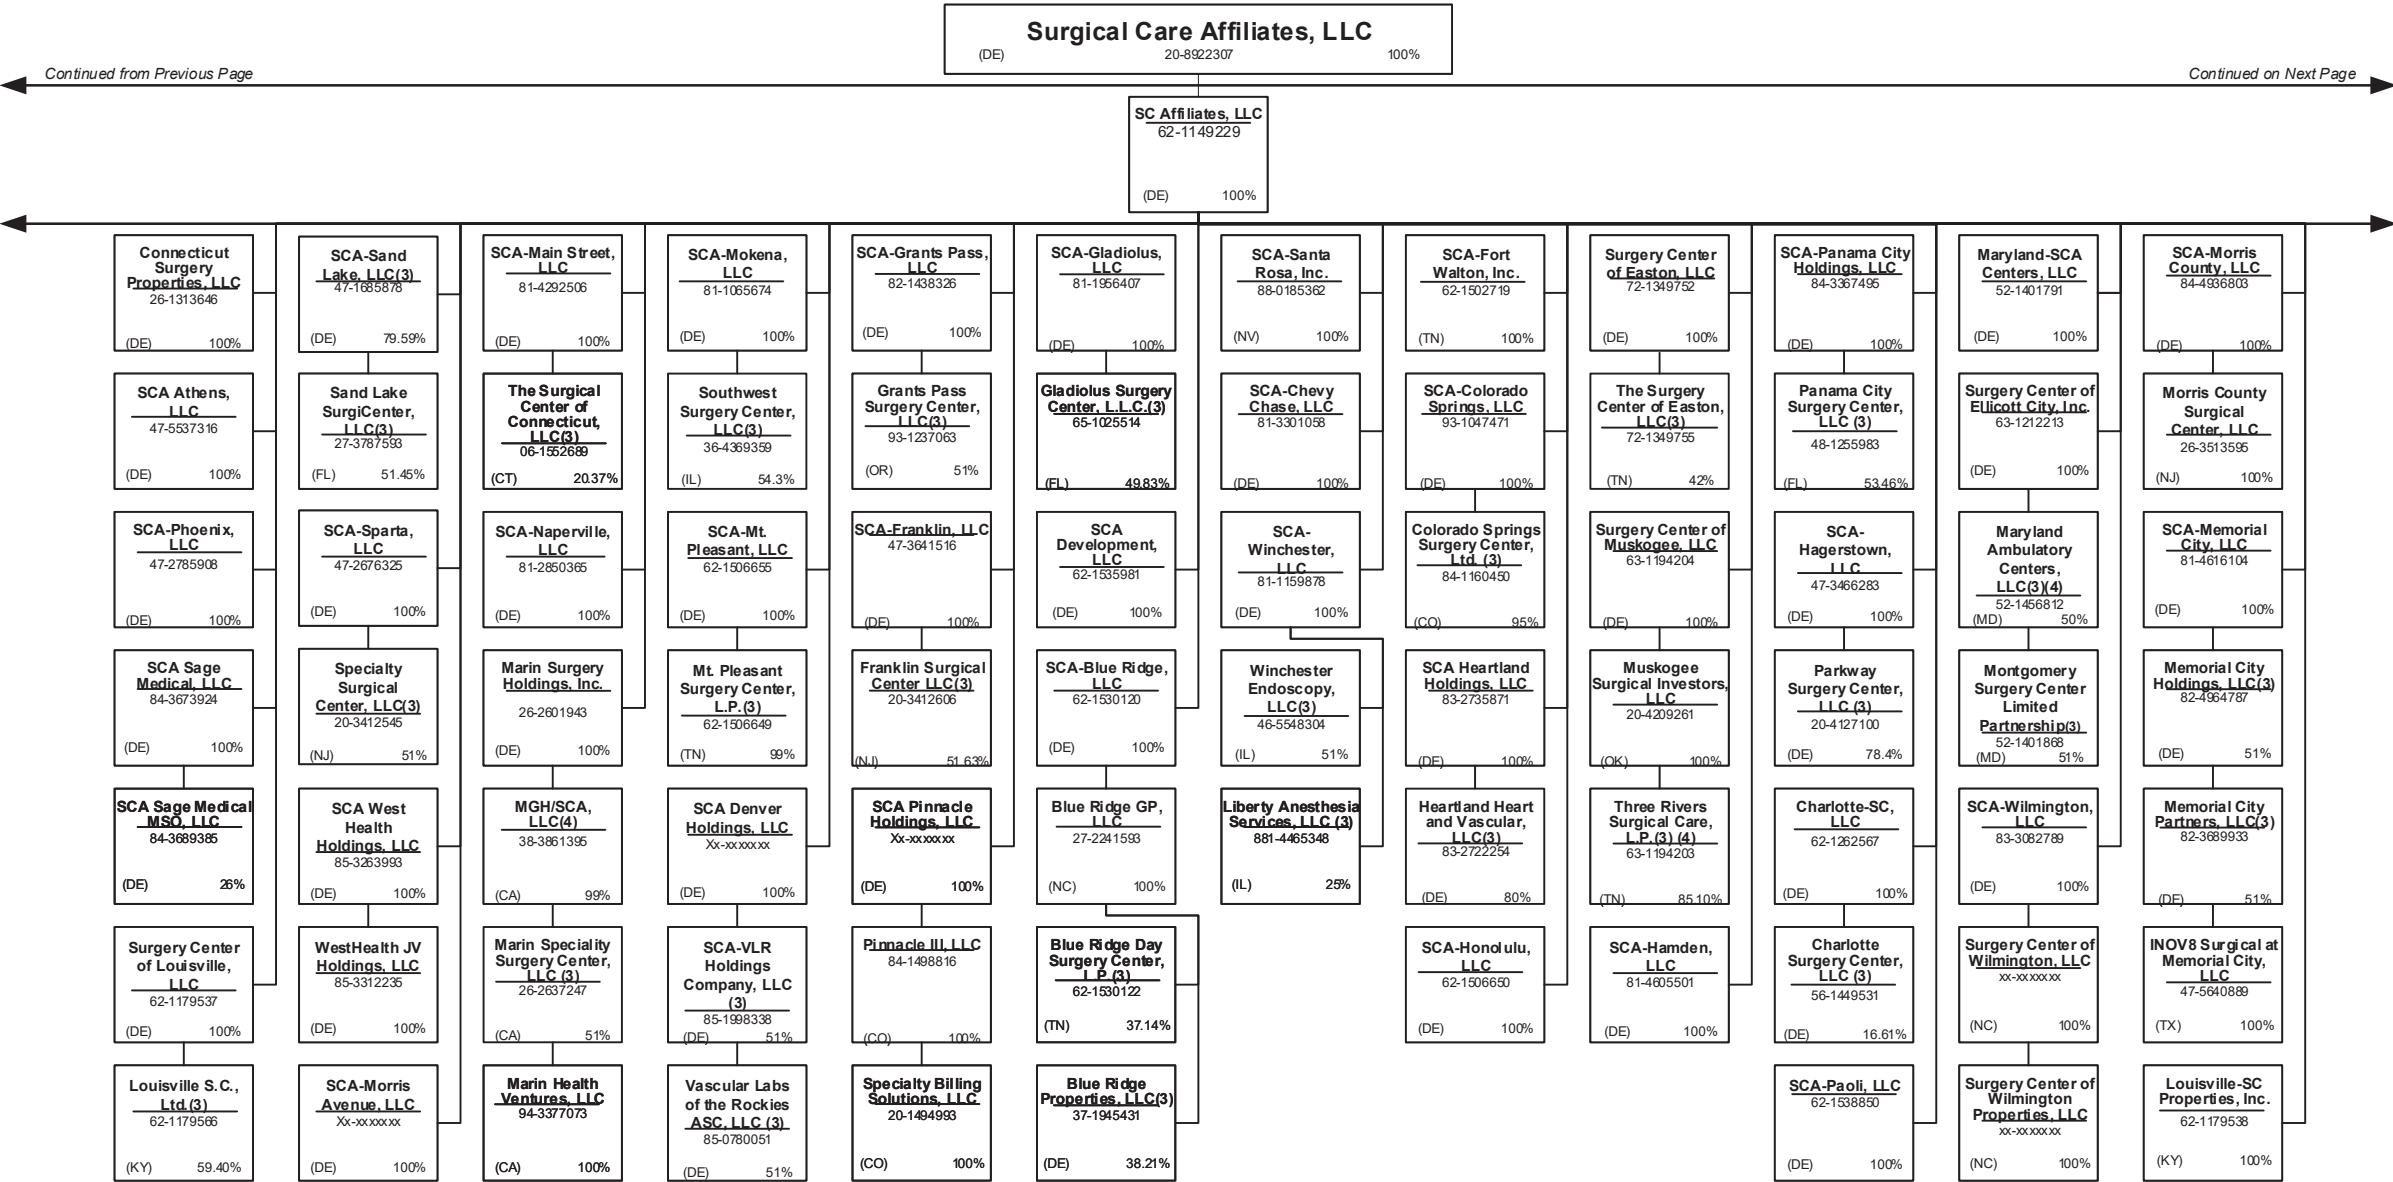 Surgical Care Affiliates, LLC
(DE) 20-8922307 100%
Continued from Previous Page
Continued on Next Page
SC Affiliates, LLC
62-1149229
(DE) 100%
Connecticut
Surgery
Properties, LLC
26-1313646
(DE) 100%
SCA Athens,
LLC
47-5537316
(DE) 100%
SCA-Phoenix,
LLC
47-2785908
(DE) 100%
SCA Sage
Medical, LLC
84-3673924
(DE) 100%
SCA Sage Medical
MSO, LLC
84-3689385
(DE) 26%
Surgery Center
of Louisville,
LLC
62-1179537
(DE) 100%
Louisville S.C.,
Ltd.(3)
62-1179566
(KY) 59.40%
SCA-Sand
Lake, LLC(3)
47-1685878
(DE) 79.59%
Sand Lake
SurgiCenter,
LLC(3)
27-3787593
(FL) 51.45%
SCA-Sparta,
LLC
47-2676325
(DE) 100%
Specialty
Surgical
Center, LLC(3)
20-3412545
(NJ) 51%
SCA West
Health
Holdings, LLC
85-3263993
(DE) 100%
WestHealth JV
Holdings, LLC
85-3312235
(DE) 100%
SCA-Morris
Avenue, LLC
Xx-xxxxxxx
(DE) 100%
SCA-Main Street,
LLC
81-4292506
(DE) 100%
The Surgical
Center of
Connecticut,
LLC(3)
06-1552689
(CT) 20.37%
SCA-Naperville,
LLC
81-2850365
(DE) 100%
Marin Surgery
Holdings, Inc.
26-2601943
(DE) 100%
MGH/SCA,
LLC(4)
38-3861395
(CA) 99%
Marin Speciality
Surgery Center,
LLC (3)
26-2637247
(CA) 51%
Marin Health
Ventures, LLC
94-3377073
(CA) 100%
SCA-Mokena,
LLC
81-1065674
(DE) 100%
Southwest
Surgery Center,
LLC(3)
36-4369359
(IL) 54.3%
SCA-Mt.
Pleasant, LLC
62-1506655
(DE) 100%
Mt. Pleasant
Surgery Center,
L.P.(3)
62-1506649
(TN) 99%
SCA Denver
Holdings, LLC
Xx-xxxxxxx
(DE) 100%
SCA-VLR
Holdings
Company, LLC
(3)
85-1998338
(DE) 51%
Vascular Labs
of the Rockies
ASC, LLC (3)
85-0780051
(DE) 51%
SCA-Grants Pass,
LLC
82-1438326
(DE) 100%
Grants Pass
Surgery Center,
LLC(3)
93-1237063
(OR) 51%
SCA-Franklin, LLC
47-3641516
(DE) 100%
Franklin Surgical
Center LLC(3)
20-3412606
(NJ) 51.63%
SCA Pinnacle
Holdings, LLC
Xx-xxxxxxx
(DE) 100%
Pinnacle III, LLC
84-1498816
(CO) 100%
Specialty Billing
Solutions, LLC
20-1494993
(CO) 100%
SCA-Gladiolus,
LLC
81-1956407
(DE) 100%
Gladiolus Surgery
Center, L.L.C.(3)
65-1025514
(FL) 49.83%
SCA
Development,
LLC
62-1535981
(DE) 100%
SCA-Blue Ridge,
LLC
62-1530120
(DE) 100%
Blue Ridge GP,
LLC
27-2241593
(NC) 100%
Blue Ridge Day
Surgery Center,
L.P.(3)
62-1530122
(TN) 37.14%
Blue Ridge
Properties, LLC(3)
37-1945431
(DE) 38.21%
SCA-Santa
Rosa, Inc.
88-0185362
(NV) 100%
SCA-Chevy
Chase, LLC
81-3301058
(DE) 100%
SCA-
Winchester,
LLC
81-1159878
(DE) 100%
Winchester
Endoscopy,
LLC(3)
46-5548304
(IL) 51%
Liberty Anesthesia
Services, LLC (3)
881-4465348
(IL) 25%
SCA-Fort
Walton, Inc.
62-1502719
(TN) 100%
SCA-Colorado
Springs, LLC
93-1047471
(DE) 100%
Colorado Springs
Surgery Center,
Ltd. (3)
84-1160450
(CO) 95%
SCA Heartland
Holdings, LLC
83-2735871
(DE) 100%
Heartland Heart
and Vascular,
LLC(3)
83-2722254
(DE) 80%
SCA-Honolulu,
LLC
62-1506650
(DE) 100%
Surgery Center
of Easton, LLC
72-1349752
(DE) 100%
The Surgery
Center of Easton,
LLC(3)
72-1349755
(TN) 42%
Surgery Center of
Muskogee, LLC
63-1194204
(DE) 100%
Muskogee
Surgical Investors,
LLC
20-4209261
(OK) 100%
Three Rivers
Surgical Care,
L.P.(3) (4)
63-1194203
(TN) 85.10%
SCA-Hamden,
LLC
81-4605501
(DE) 100%
SCA-Panama City
Holdings, LLC
84-3367495
(DE) 100%
Panama City
Surgery Center,
LLC (3)
48-1255983
(FL) 53.46%
SCA-
Hagerstown,
LLC
47-3466283
(DE) 100%
Parkway
Surgery Center,
LLC (3)
20-4127100
(DE) 78.4%
Charlotte-SC,
LLC
62-1262567
(DE) 100%
Charlotte
Surgery Center,
LLC (3)
56-1449531
(DE) 16.61%
SCA-Paoli, LLC
62-1538850
(DE) 100%
Maryland-SCA
Centers, LLC
52-1401791
(DE) 100%
Surgery Center of
Ellicott City, Inc.
63-1212213
(DE) 100%
Maryland
Ambulatory
Centers,
LLC(3)(4)
52-1456812
(MD) 50%
Montgomery
Surgery Center
Limited
Partnership(3)
52-1401868
(MD) 51%
SCA-Wilmington,
LLC
83-3082789
(DE) 100%
Surgery Center of
Wilmington, LLC
xx-xxxxxxx
(NC) 100%
Surgery Center of
Wilmington
Properties, LLC
xx-xxxxxxx
(NC) 100%
SCA-Morris
County, LLC
84-4936803
(DE) 100%
Morris County
Surgical
Center, LLC
26-3513595
(NJ) 100%
SCA-Memorial
City, LLC
81-4616104
(DE) 100%
Memorial City
Holdings, LLC(3)
82-4964787
(DE) 51%
Memorial City
Partners, LLC(3)
82-3689933
(DE) 51%
INOV8 Surgical at
Memorial City,
LLC
47-5640889
(TX) 100%
Louisville-SC
Properties, Inc.
62-1179538
(KY) 100%